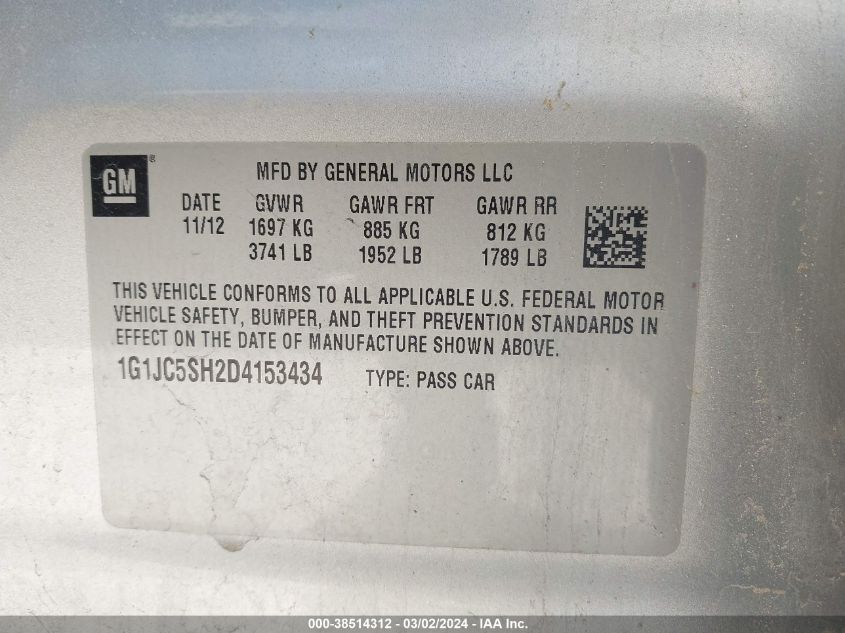 GM®
MFD BY GENERAL MOTORS LLC
DATE GVWR GAWR FRT GAWR RR
11/12 1697 KG 885 KG 812 KG
3741 LB 1952 LB 1789 LB
THIS VEHICLE CONFORMS TO ALL APPLICABLE U.S. FEDERAL MOTOR
VEHICLE SAFETY, BUMPER, AND THEFT PREVENTION STANDARDS IN
EFFECT ON THE DATE OF MANUFACTURE SHOWN ABOVE.
1G1JC5SH2D4153434 TYPE: PASS CAR
000-38514312 - 03/02/2024 - IAA Inc.